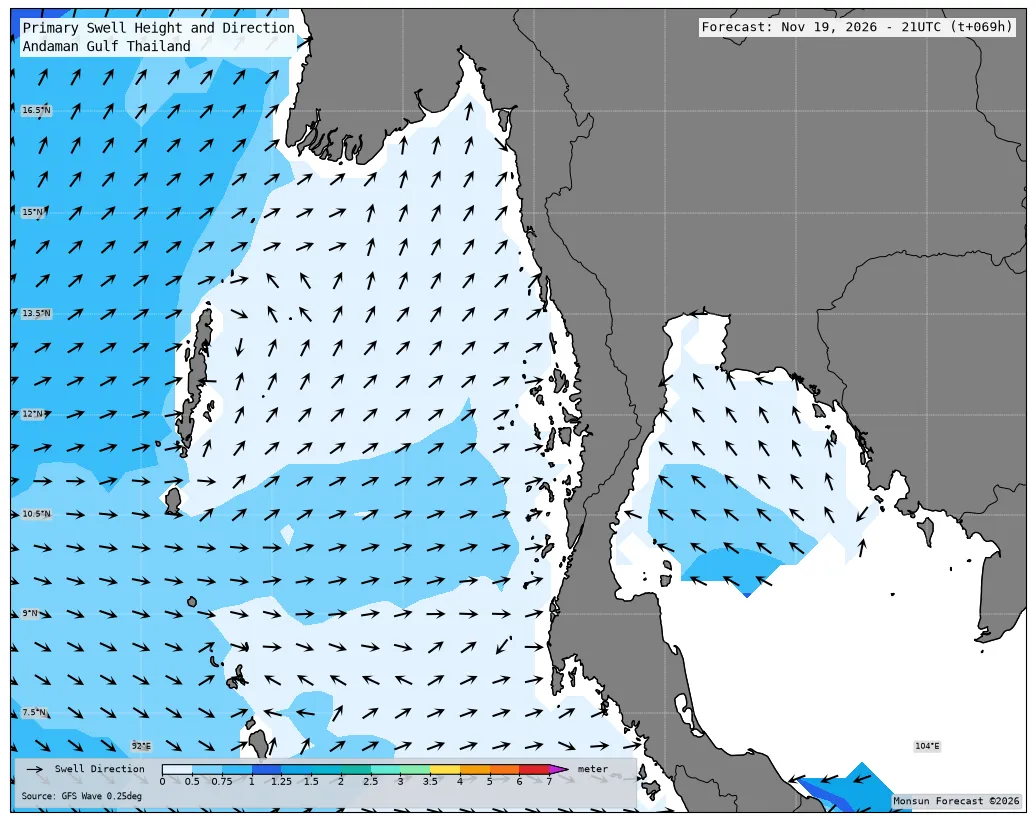 Primary Swell Height and Direction
Andaman Gulf Thailand
Forecast: Nov 19, 2026 - 21UTC (t+069h)
16.5°N
15°N
13.5°N
12°N
10.5°N
9°N
7.5°N
92°E
104°E
Swell Direction
meter
0 0.5 0.75 1 1.25 1.5 2 2.5 3 3.5 4 5 6 7
Source: GFS Wave 0.25deg
Monsun Forecast ©2026